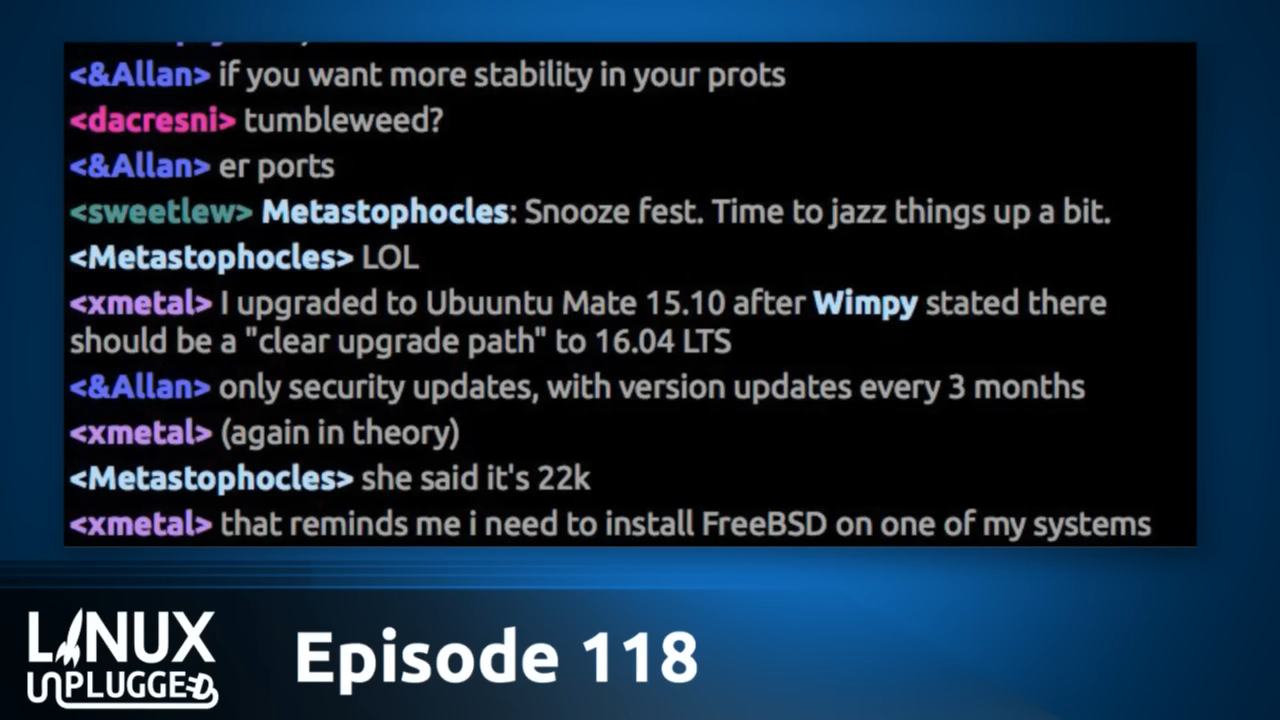 <&Allan> if you want more stability in your prots
<dacresni> tumbleweed?
<&Allan> er ports
<sweetlew> Metastophocles: Snooze fest. Time to jazz things up a bit.
<Metastophocles> LOL
<xmetal> I upgraded to Ubuuntu Mate 15.10 after Wimpy stated there
should be a "clear upgrade path" to 16.04 LTS
<&Allan> only security updates, with version updates every 3 months
<xmetal> (again in theory)
<Metastophocles> she said it's 22k
<xmetal> that reminds me i need to install FreeBSD on one of my systems
LINUX
UNPLUGGED
Episode 118